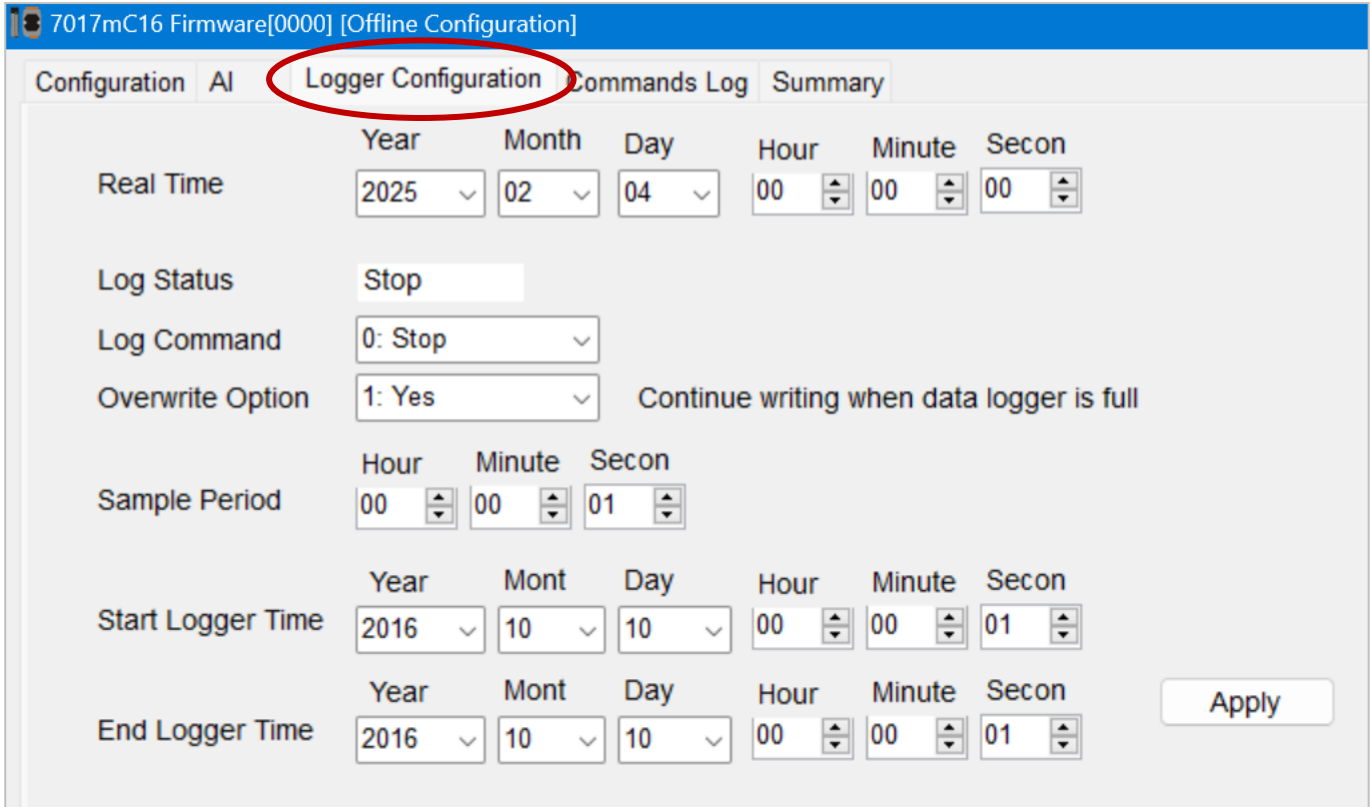 7017mC16 Firmware[0000] [Offline Configuration]
Configuration AI Logger Configuration Commands Log Summary
Year Month Day Hour Minute Secon
Real Time 2025 02 04 00 00 00
Log Status Stop
Log Command 0: Stop
Overwrite Option 1: Yes Continue writing when data logger is full
Hour Minute Secon
Sample Period 00 00 01
Year Mont Day Hour Minute Secon
Start Logger Time 2016 10 10 00 00 01
Year Mont Day Hour Minute Secon
End Logger Time 2016 10 10 00 00 01 Apply